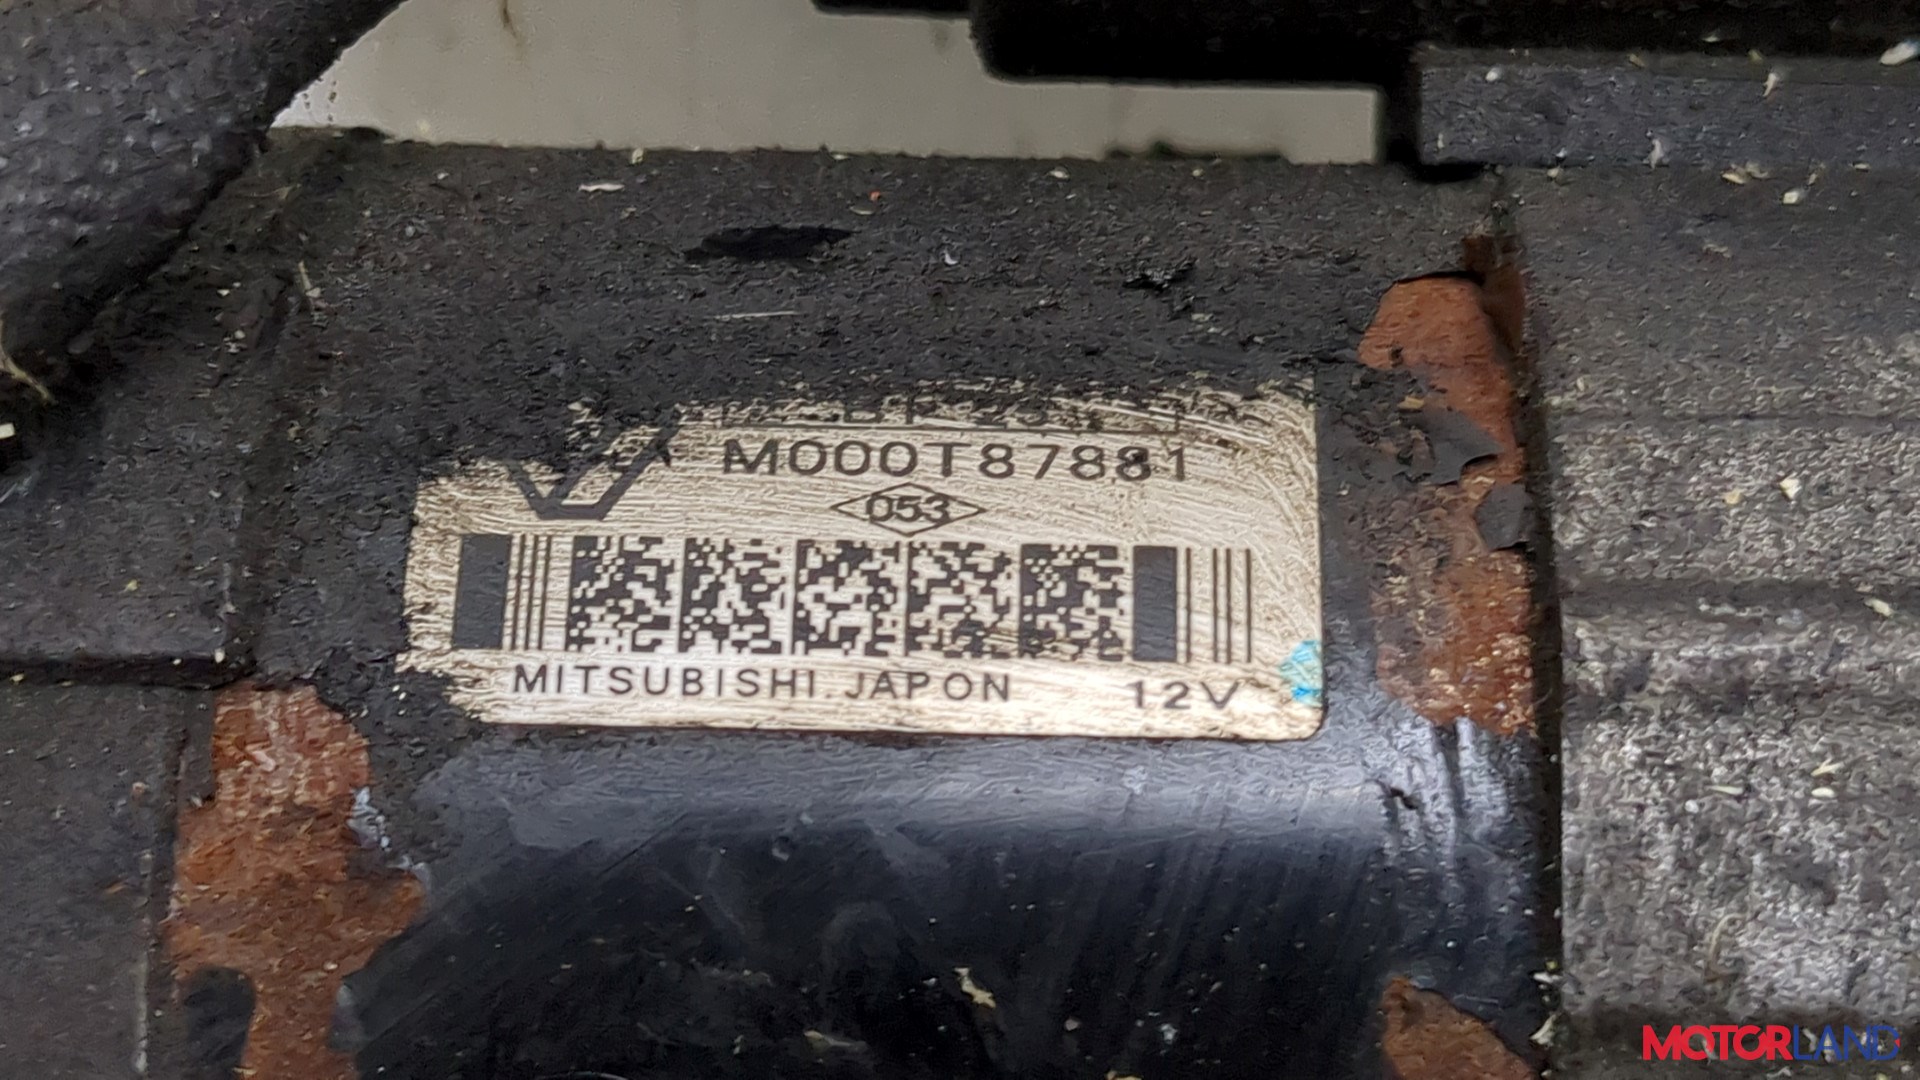 M000T87881
053
MITSUBISHI.JAPON 12V
MOTORLAND